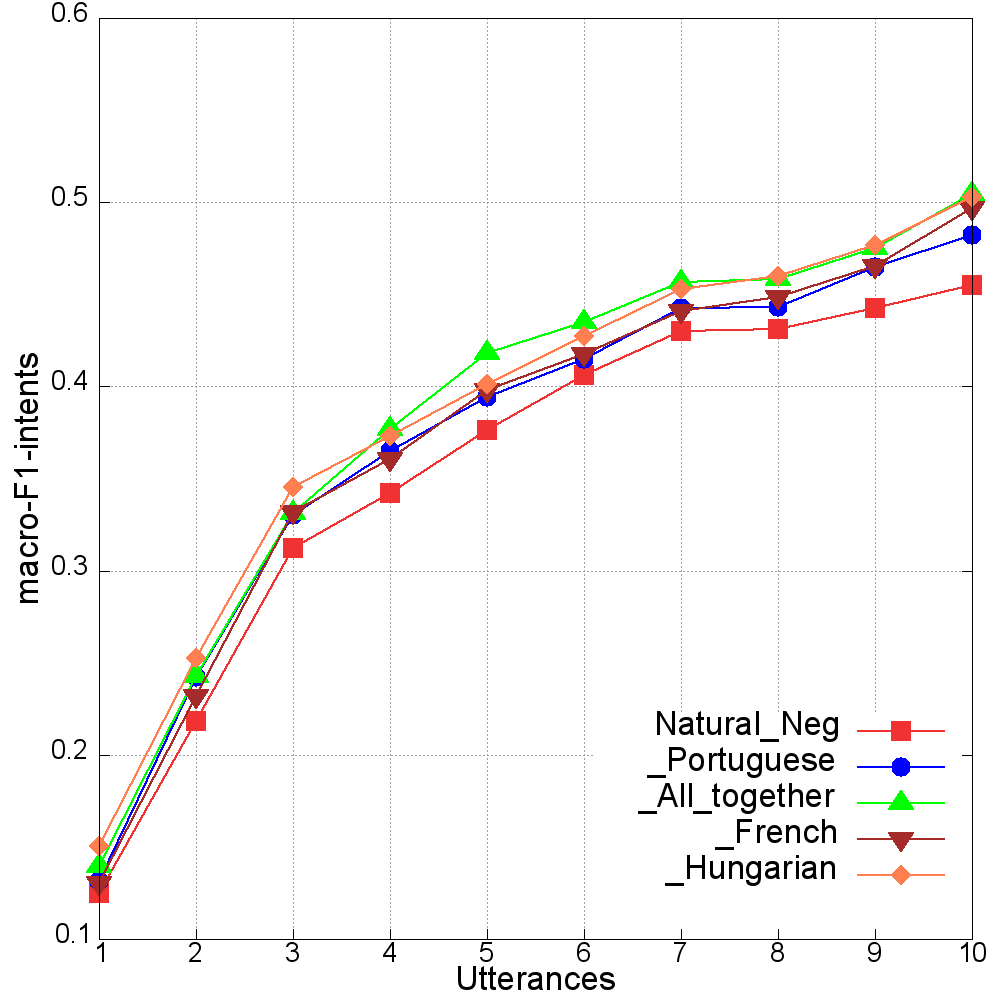 0.6
0.5
0.4
0.3
0.2
0.1
macro-F1-intents
Natural_Neg
_Portuguese
_All_together
_French
_Hungarian
1 2 3 4 5 6 7 8 9 10
Utterances